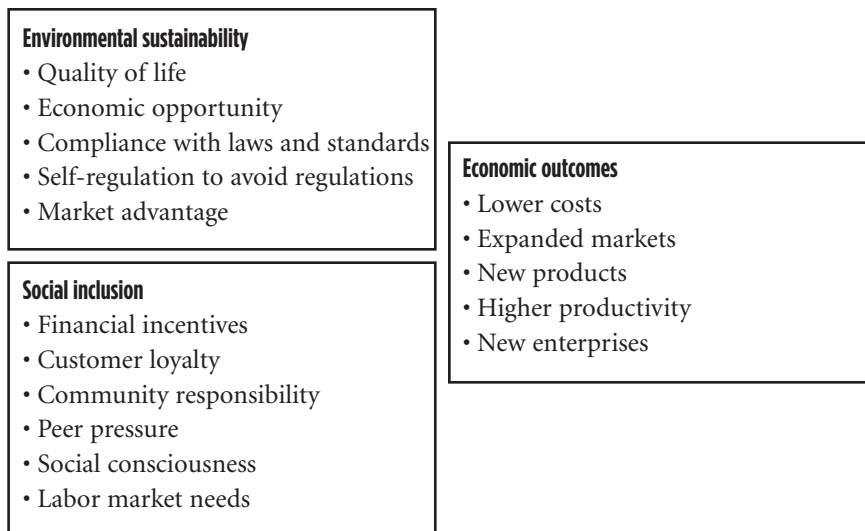 Environmental sustainability
• Quality of life
• Economic opportunity
• Compliance with laws and standards
• Self-regulation to avoid regulations
• Market advantage
Social inclusion
• Financial incentives
• Customer loyalty
• Community responsibility
• Peer pressure
• Social consciousness
• Labor market needs
Economic outcomes
• Lower costs
• Expanded markets
• New products
• Higher productivity
• New enterprises